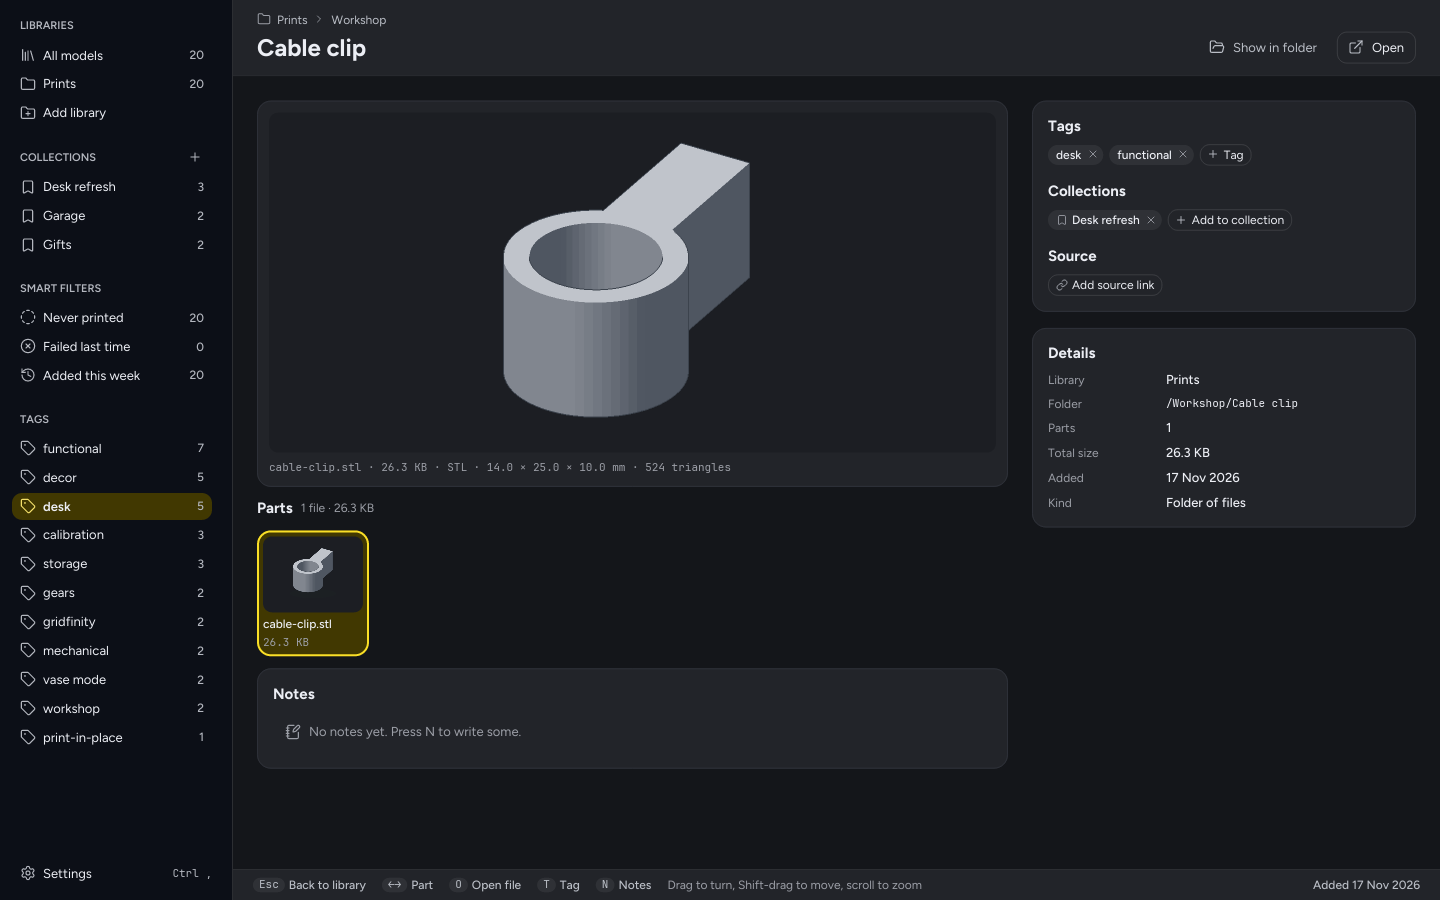 LIBRARIES
All models 20
Prints 20
Add library
COLLECTIONS
Desk refresh 3
Garage 2
Gifts 2
SMART FILTERS
Never printed 20
Failed last time 0
Added this week 20
TAGS
functional 7
decor 5
desk 5
calibration 3
storage 3
gears 2
gridfinity 2
mechanical 2
vase mode 2
workshop 2
print-in-place 1
Settings Ctrl ,
Prints > Workshop
Cable clip
Show in folder
Open
cable-clip.stl · 26.3 KB · STL · 14.0 × 25.0 × 10.0 mm · 524 triangles
Parts 1 file · 26.3 KB
cable-clip.stl
26.3 KB
Notes
No notes yet. Press N to write some.
Tags
desk × functional × + Tag
Collections
Desk refresh × + Add to collection
Source
Add source link
Details
Library Prints
Folder /Workshop/Cable clip
Parts 1
Total size 26.3 KB
Added 17 Nov 2026
Kind Folder of files
Esc Back to library ↔ Part O Open file T Tag N Notes Drag to turn, Shift-drag to move, scroll to zoom Added 17 Nov 2026